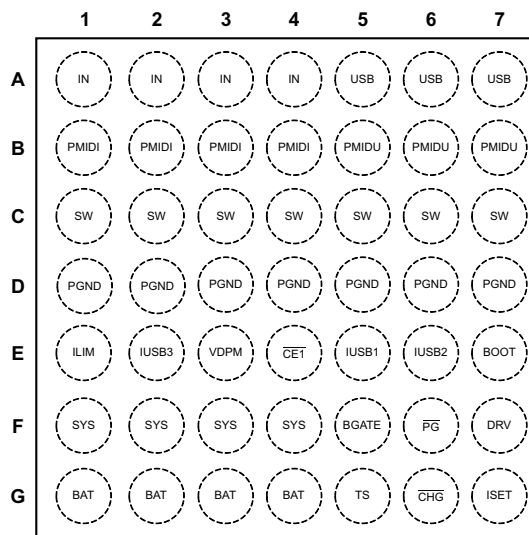 1 2 3 4 5 6 7
A IN IN IN IN USB USB USB
B PMIDI PMIDI PMIDI PMIDI PMIDU PMIDU PMIDU
C SW SW SW SW SW SW SW
D PGND PGND PGND PGND PGND PGND PGND
E ILIM IUSB3 VDPM CE1 IUSB1 IUSB2 BOOT
F SYS SYS SYS SYS BGATE PG DRV
G BAT BAT BAT BAT TS CHG ISET